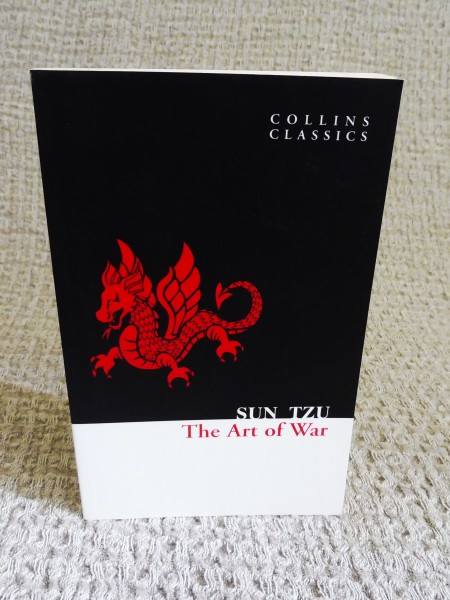 COLLINS
CLASSICS
SUN TZU
The Art of War